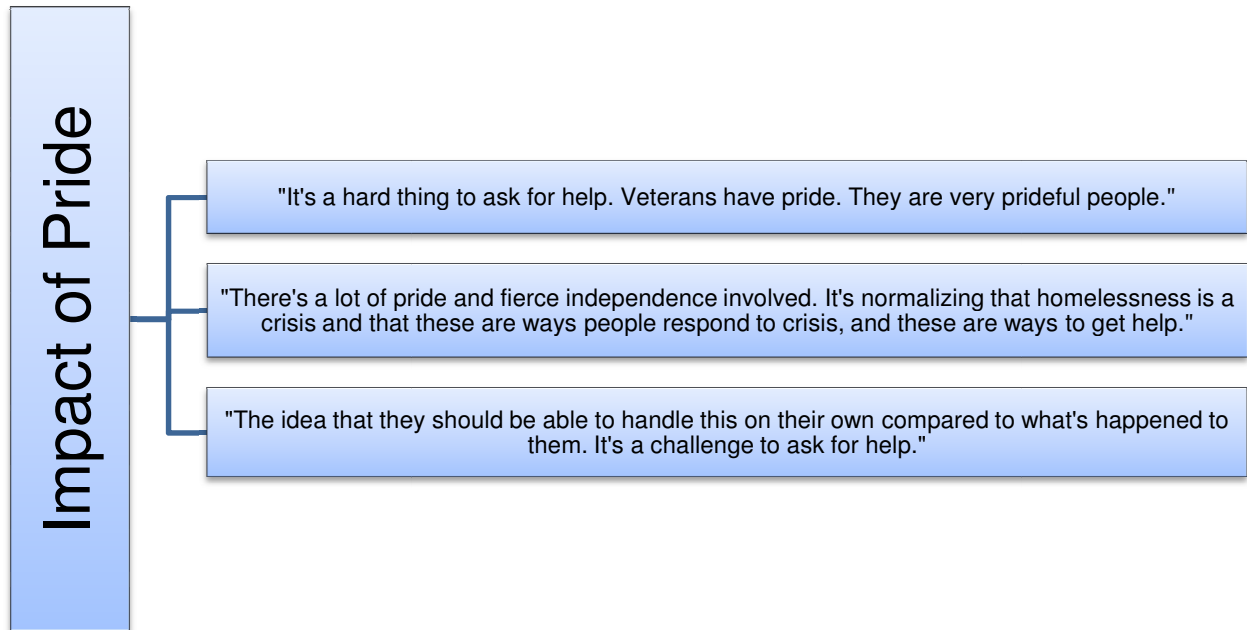 Impact of Pride
"It's a hard thing to ask for help. Veterans have pride. They are very prideful people."
"There's a lot of pride and fierce independence involved. It's normalizing that homelessness is a
crisis and that these are ways people respond to crisis, and these are ways to get help."
"The idea that they should be able to handle this on their own compared to what's happened to
them. It's a challenge to ask for help."